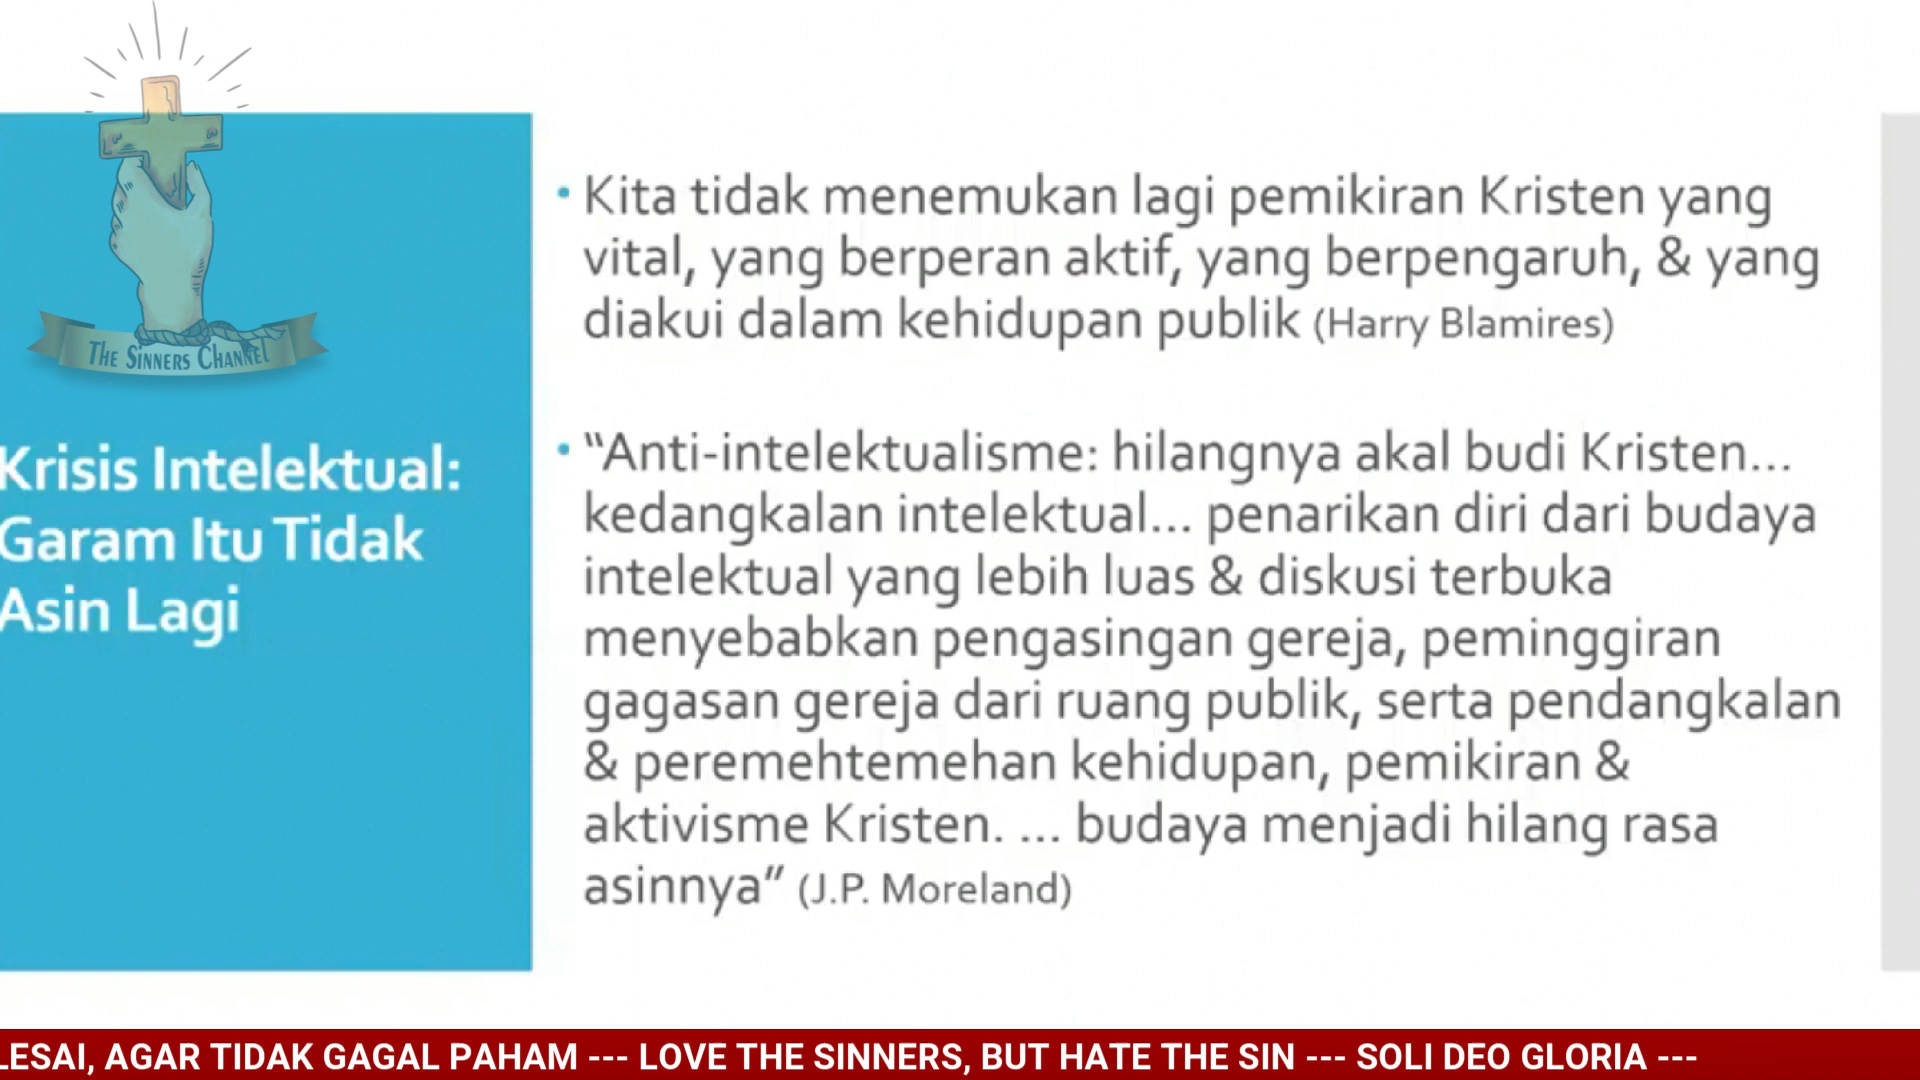 The Sinners Channel
Krisis Intelektual:
Garam Itu Tidak
Asin Lagi
• Kita tidak menemukan lagi pemikiran Kristen yang
vital, yang berperan aktif, yang berpengaruh, & yang
diakui dalam kehidupan publik (Harry Blamires)
• “Anti-intelektualisme: hilangnya akal budi Kristen...
kedangkalan intelektual... penarikan diri dari budaya
intelektual yang lebih luas & diskusi terbuka
menyebabkan pengasingan gereja, peminggiran
gagasan gereja dari ruang publik, serta pendangkalan
& peremehtemehan kehidupan, pemikiran &
aktivisme Kristen. ... budaya menjadi hilang rasa
asinnya” (J.P. Moreland)
LESAI, AGAR TIDAK GAGAL PAHAM --- LOVE THE SINNERS, BUT HATE THE SIN --- SOLI DEO GLORIA ---